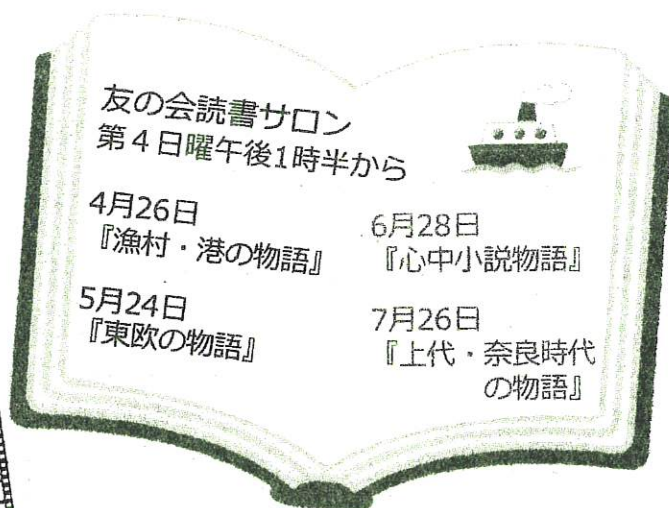 友の会読書サロン
第４日曜午後1時半から
4月26日
『漁村・港の物語』
5月24日
『東欧の物語』
6月28日
『心中小説物語』
7月26日
『上代・奈良時代
の物語』